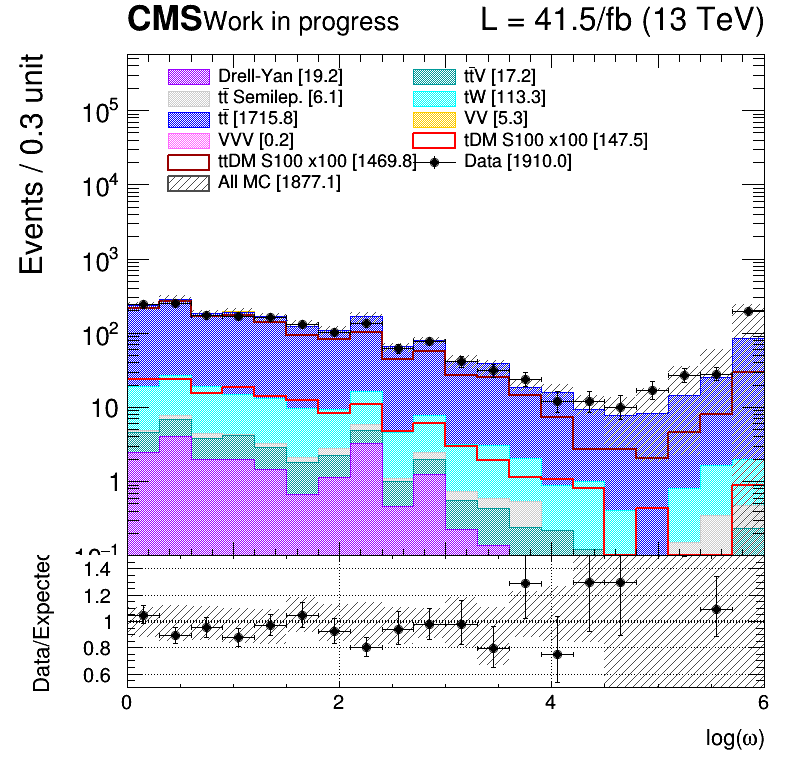 CMS Work in progress L = 41.5/fb (13 TeV)
Events / 0.3 unit
Drell-Yan [19.2] tt̄V [17.2]
tt̄ Semilep. [6.1] tW [113.3]
tt̄ [1715.8] VV [5.3]
VVV [0.2] tDM S100 x100 [147.5]
ttDM S100 x100 [1469.8] Data [1910.0]
All MC [1877.1]
10⁵
10⁴
10³
10²
10
1
10⁻¹
Data/Expected
1.4
1.2
1
0.8
0.6
0 2 4 6
log(ω)